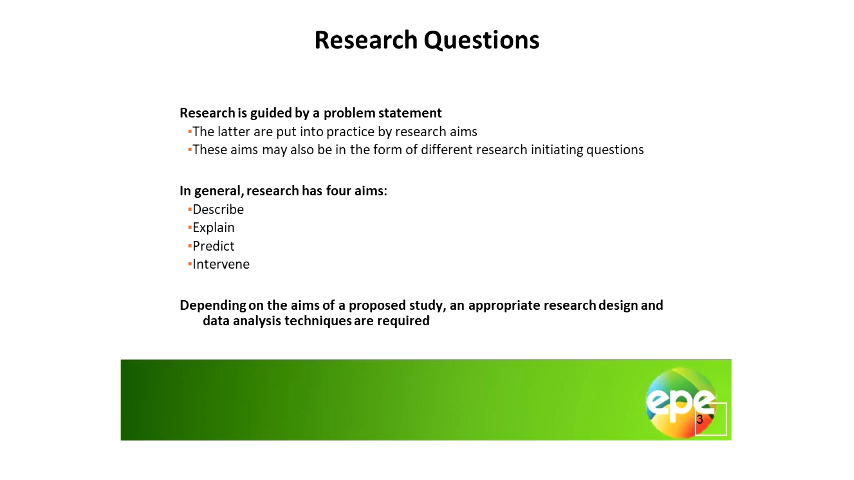 Research Questions
Research is guided by a problem statement
▪The latter are put into practice by research aims
▪These aims may also be in the form of different research initiating questions
In general, research has four aims:
▪Describe
▪Explain
▪Predict
▪Intervene
Depending on the aims of a proposed study, an appropriate research design and
data analysis techniques are required
epe
3